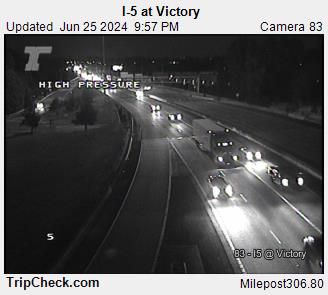 I-5 at Victory
Updated  Jun 25 2024  9:57 PM
Camera 83
T
HIGH PRESSURE
S
83 - I5 @ Victory
TripCheck.com
Milepost306.80